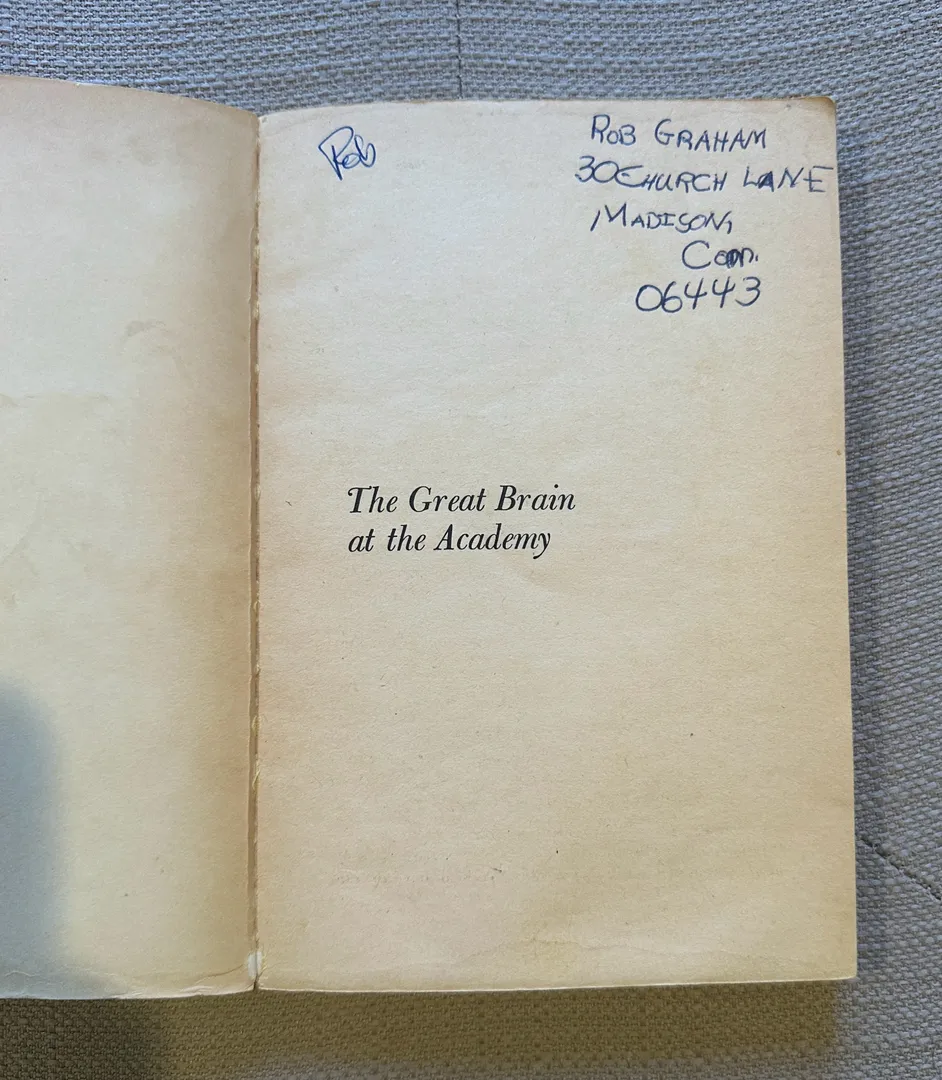 Rob
ROB GRAHAM
30 CHURCH LANE
MADISON,
Conn.
06443
The Great Brain
at the Academy